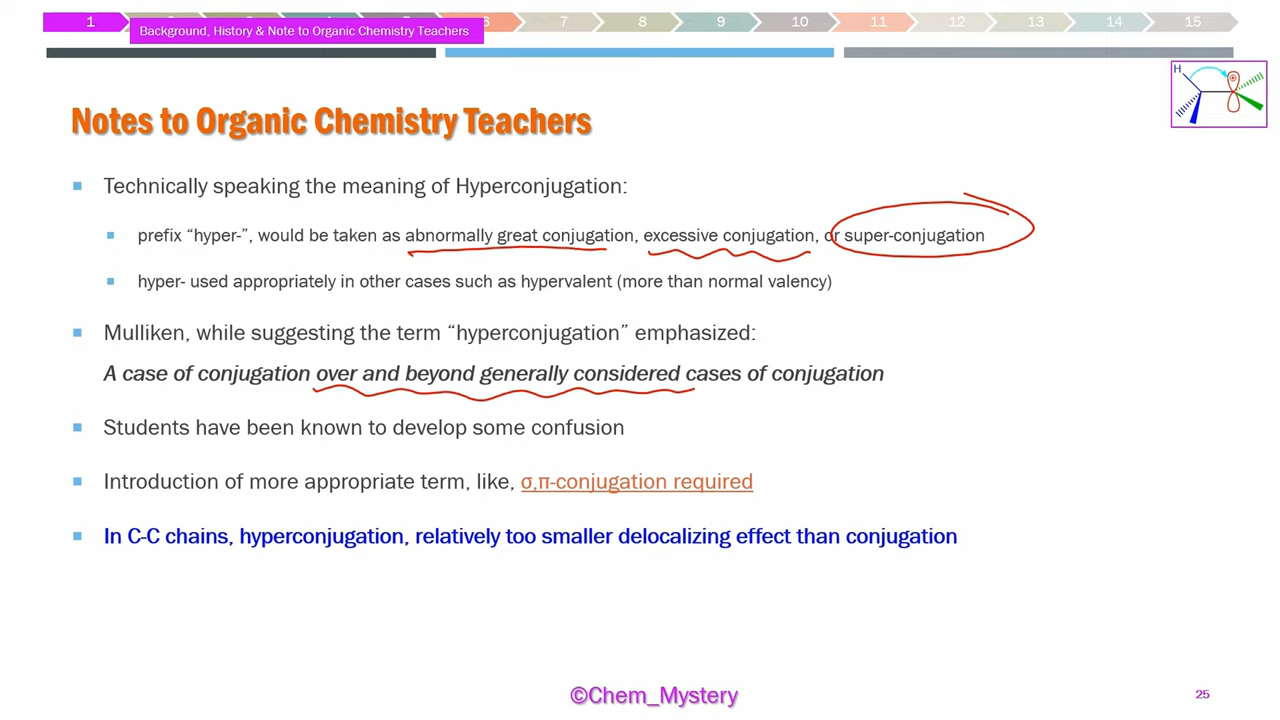 1 2 3 4 5 6 7 8 9 10 11 12 13 14 15
Background, History & Note to Organic Chemistry Teachers
H
Notes to Organic Chemistry Teachers
Technically speaking the meaning of Hyperconjugation:
prefix “hyper-”, would be taken as abnormally great conjugation, excessive conjugation, or super-conjugation
hyper- used appropriately in other cases such as hypervalent (more than normal valency)
Mulliken, while suggesting the term “hyperconjugation” emphasized:
A case of conjugation over and beyond generally considered cases of conjugation
Students have been known to develop some confusion
Introduction of more appropriate term, like, σ,π-conjugation required
In C-C chains, hyperconjugation, relatively too smaller delocalizing effect than conjugation
©Chem_Mystery
25